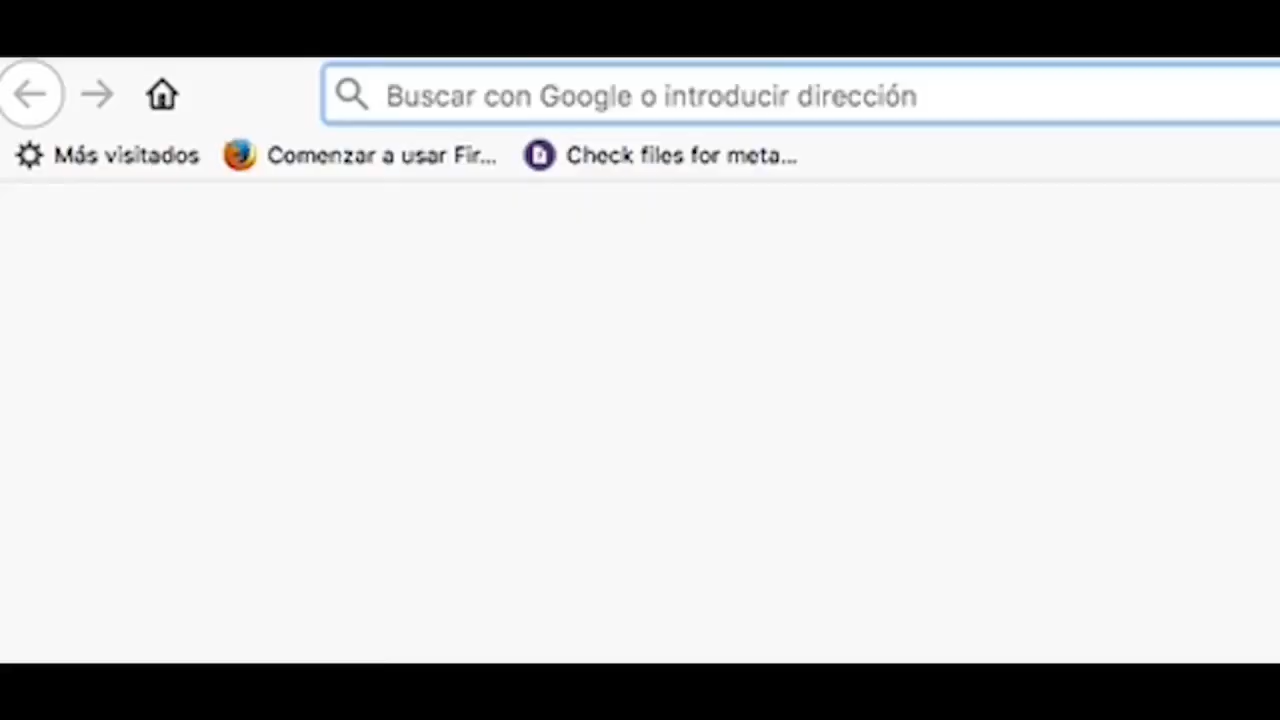 Buscar con Google o introducir dirección
Más visitados Comenzar a usar Fir... Check files for meta...